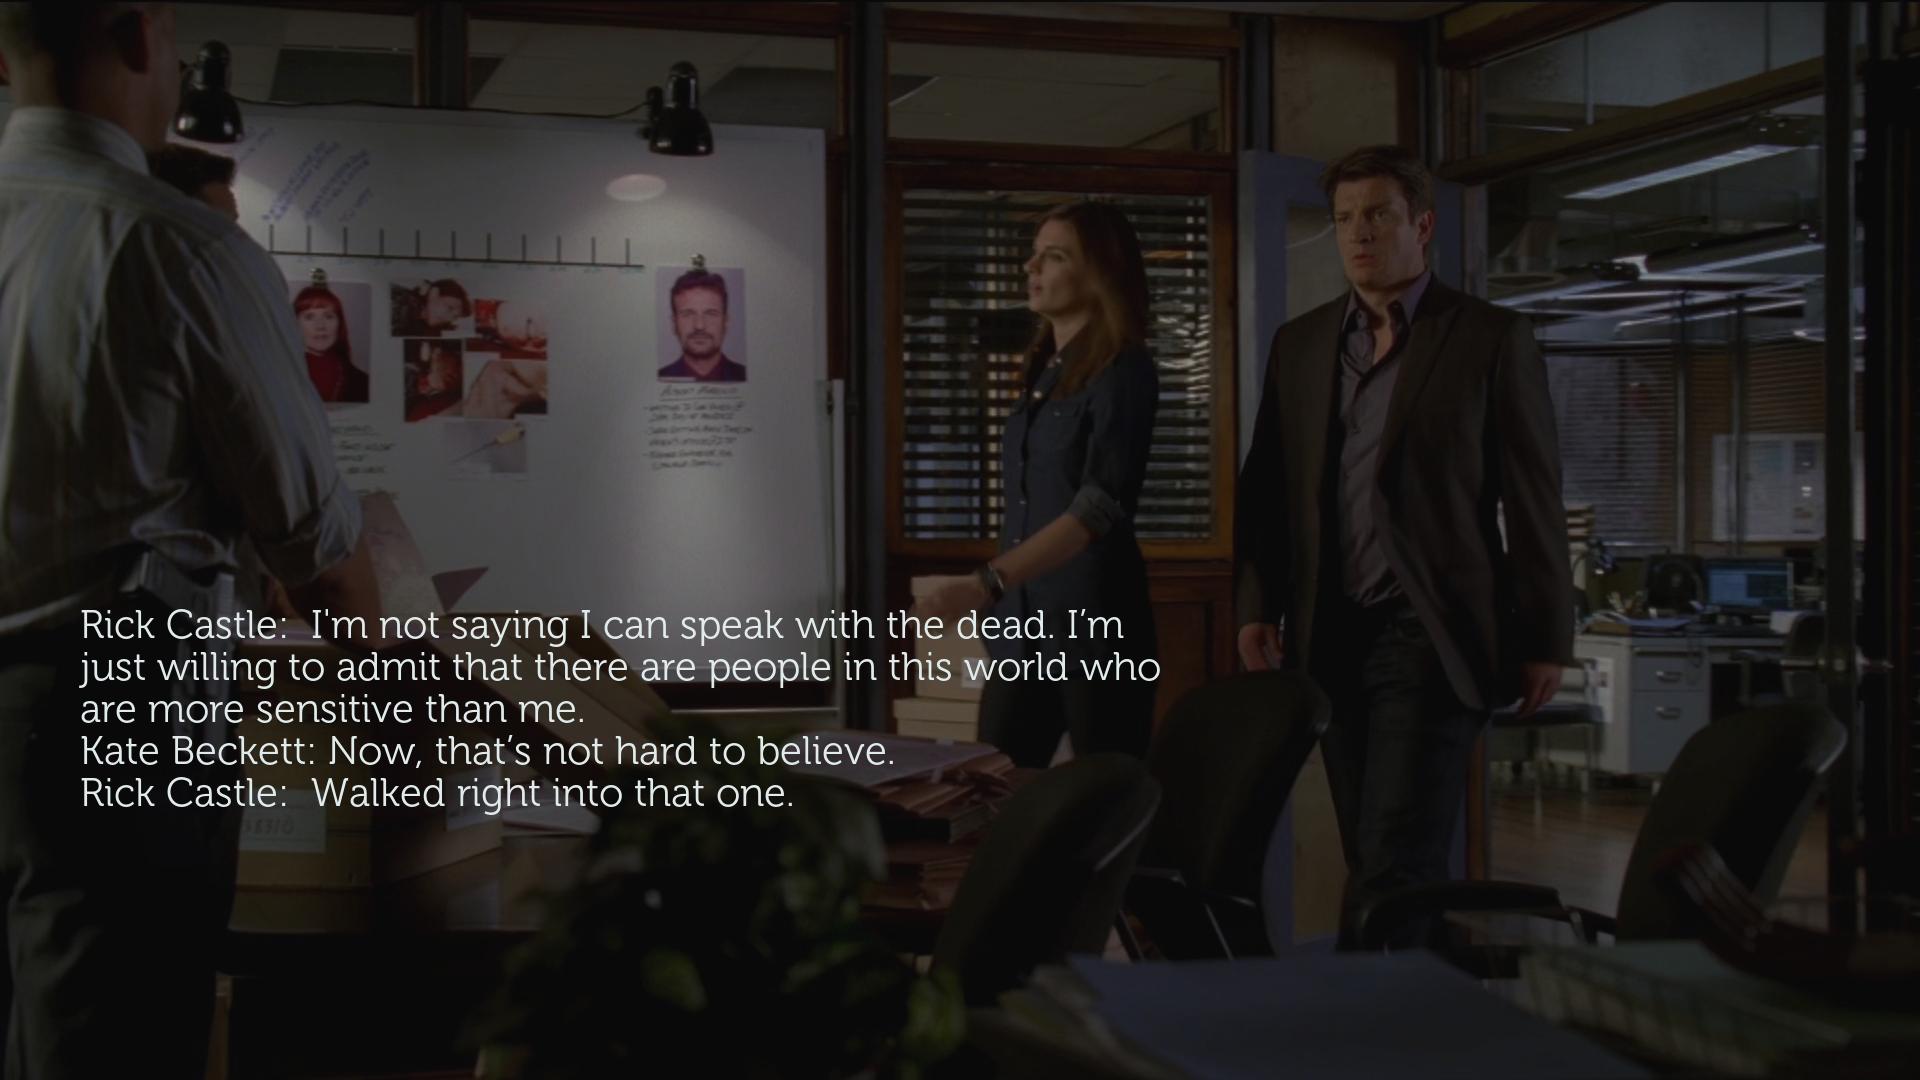 Rick Castle:  I'm not saying I can speak with the dead. I’m
just willing to admit that there are people in this world who
are more sensitive than me.
Kate Beckett: Now, that’s not hard to believe.
Rick Castle:  Walked right into that one.